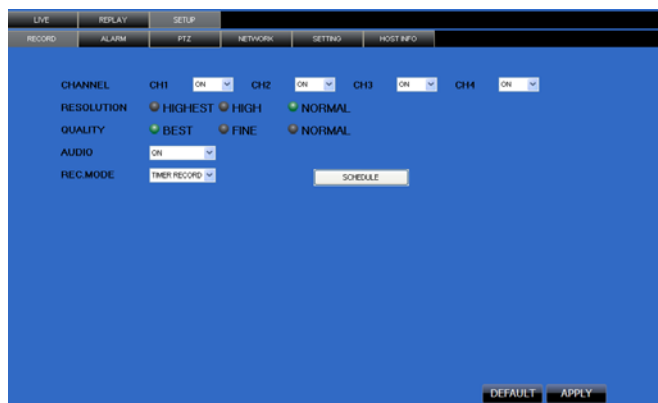 LIVE REPLAY SETUP
RECORD ALARM PTZ NETWORK SETTING HOST INFO
CHANNEL CH1 ON CH2 ON CH3 ON CH4 ON
RESOLUTION HIGHEST HIGH NORMAL
QUALITY BEST FINE NORMAL
AUDIO ON
REC.MODE TIMER RECORD SCHEDULE
DEFAULT APPLY